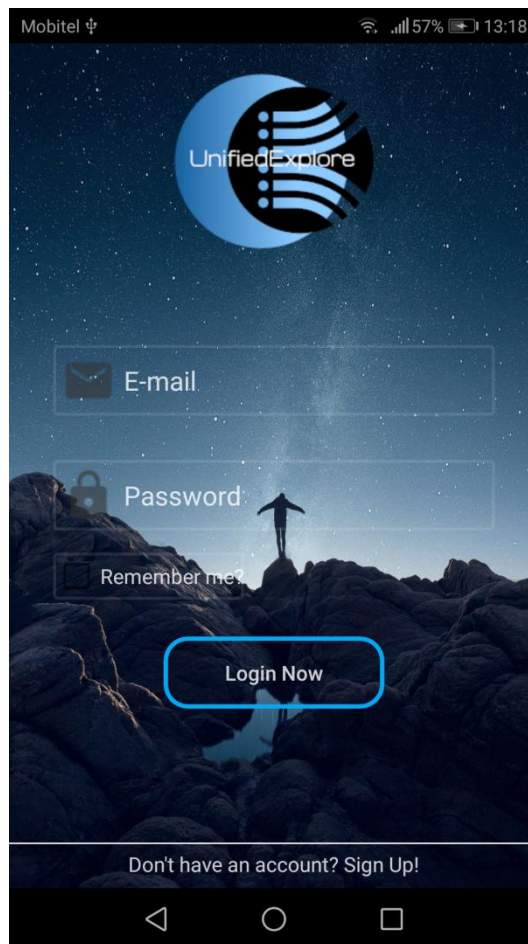 Mobitel 57% 13:18
UnifiedExplore
E-mail
Password
Remember me?
Login Now
Don't have an account? Sign Up!